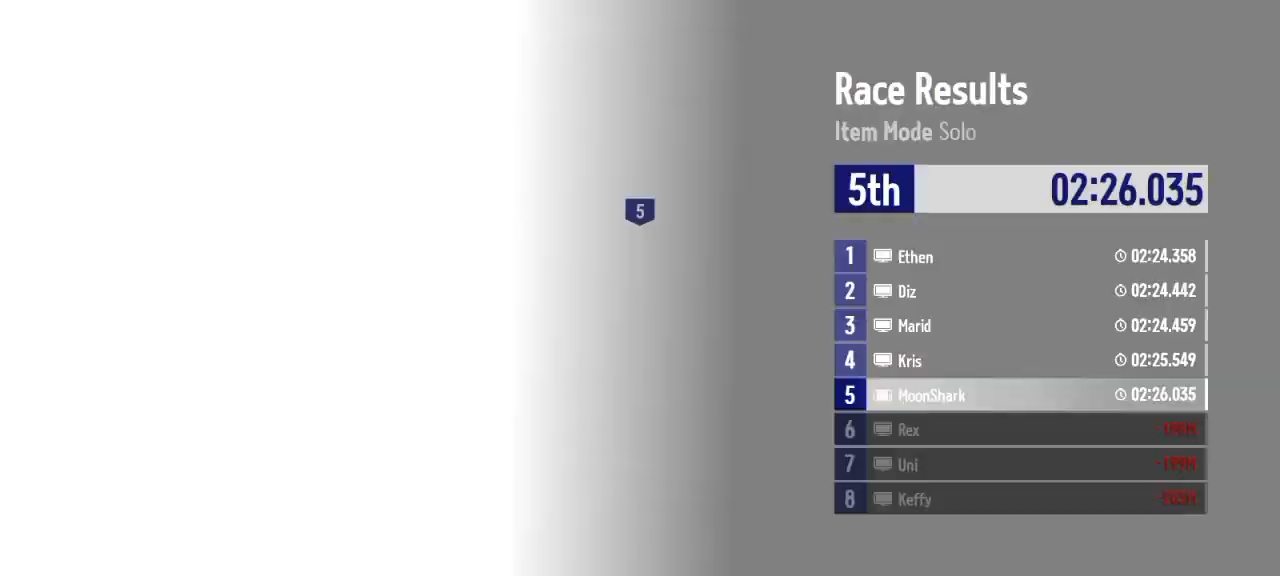 Race Results
Item Mode Solo
5th 02:26.035
5
1 Ethen 02:24.358
2 Diz 02:24.442
3 Marid 02:24.459
4 Kris 02:25.549
5 MoonShark 02:26.035
6 Rex
7 Uni
8 Keffy